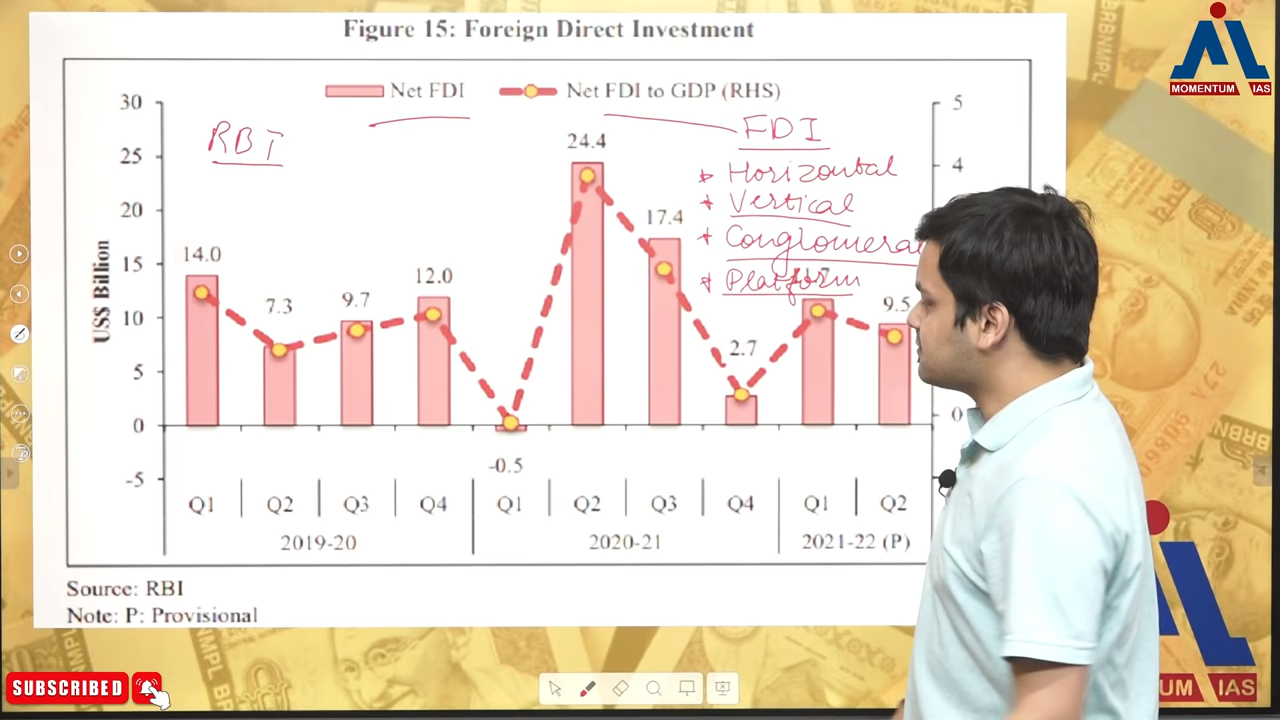 Figure 15: Foreign Direct Investment
MOMENTUM IAS
Net FDI
Net FDI to GDP (RHS)
30
25
20
15
10
5
0
-5
5
4
0
US$ Billion
RBI
FDI
* Horizontal
* Vertical
*
* Platform
14.0
7.3
9.7
12.0
-0.5
24.4
17.4
2.7
9.5
Q1 Q2 Q3 Q4 Q1 Q2 Q3 Q4 Q1 Q2
2019-20 2020-21 2021-22 (P)
Source: RBI
Note: P: Provisional
SUBSCRIBED
UM IAS